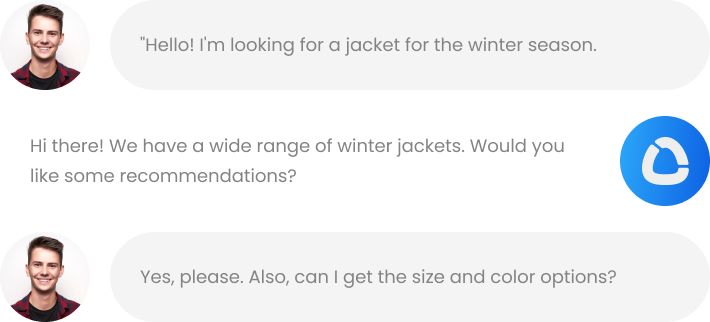 "Hello! I'm looking for a jacket for the winter season.
Hi there! We have a wide range of winter jackets. Would you
like some recommendations?
Yes, please. Also, can I get the size and color options?